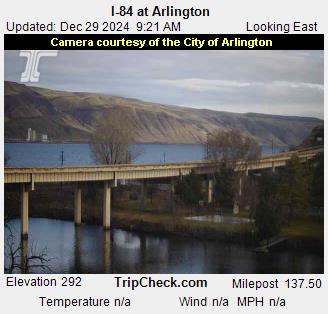 I-84 at Arlington
Updated: Dec 29 2024 9:21 AM Looking East
Camera courtesy of the City of Arlington
Elevation 292 TripCheck.com Milepost 137.50
Temperature n/a Wind n/a MPH n/a